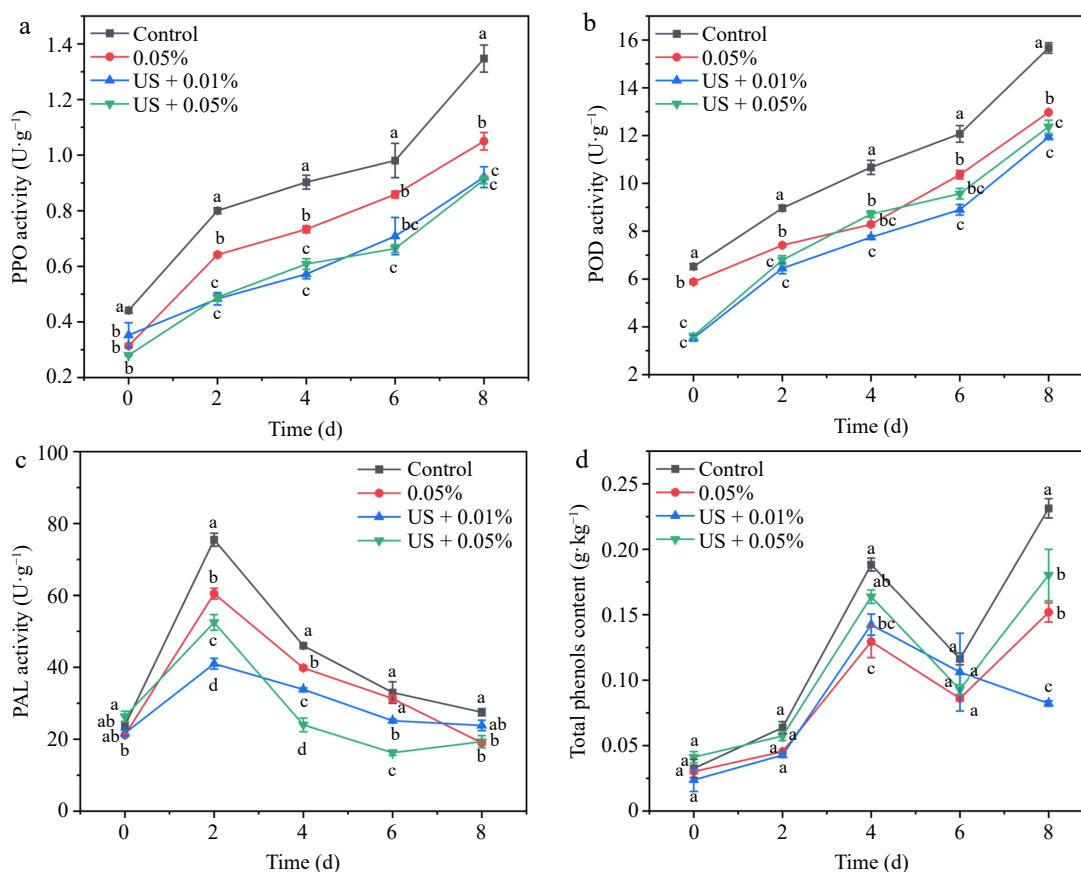 a
Control
0.05%
US + 0.01%
US + 0.05%
PPO activity (U·g⁻¹)
1.4
1.2
1.0
0.8
0.6
0.4
0.2
a
b
b
b
a
b
c
c
a
b
c
c
a
b
bc
c
a
b
c
c
0
2
4
6
8
Time (d)
b
Control
0.05%
US + 0.01%
US + 0.05%
POD activity (U·g⁻¹)
16
14
12
10
8
6
4
2
a
b
c
c
a
b
c
c
a
b
bc
c
a
b
bc
c
a
b
c
c
0
2
4
6
8
Time (d)
c
Control
0.05%
US + 0.01%
US + 0.05%
PAL activity (U·g⁻¹)
100
80
60
40
20
0
a
ab
ab
b
a
b
c
d
a
b
c
d
a
a
b
c
a
ab
b
b
0
2
4
6
8
Time (d)
d
Control
0.05%
US + 0.01%
US + 0.05%
Total phenols content (g·kg⁻¹)
0.25
0.20
0.15
0.10
0.05
0.00
a
a
a
a
a
a
a
a
a
ab
bc
c
a
a
a
a
a
b
b
c
0
2
4
6
8
Time (d)